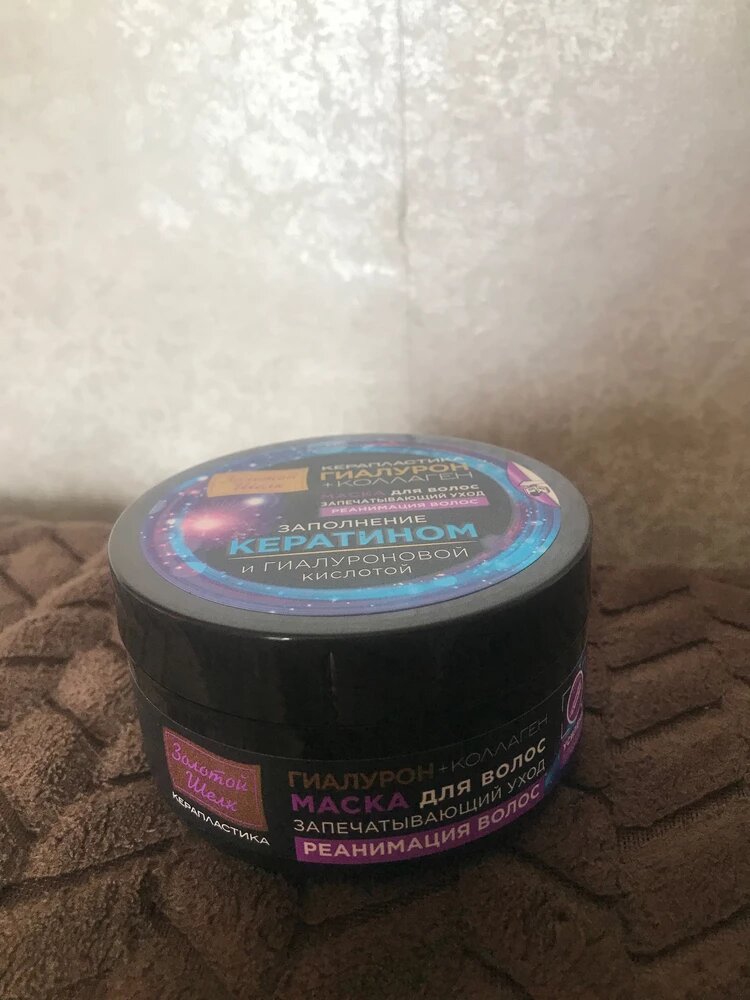 Золотой
Шелк
КЕРАПЛАСТИКА
ГИАЛУРОН
+ КОЛЛАГЕН
МАСКА ДЛЯ ВОЛОС
ЗАПЕЧАТЫВАЮЩИЙ УХОД
РЕАНИМАЦИЯ ВОЛОС
ЗАПОЛНЕНИЕ
КЕРАТИНОМ
И ГИАЛУРОНОВОЙ
КИСЛОТОЙ
Золотой
Шелк
КЕРАПЛАСТИКА
ГИАЛУРОН + КОЛЛАГЕН
МАСКА ДЛЯ ВОЛОС
ЗАПЕЧАТЫВАЮЩИЙ УХОД
РЕАНИМАЦИЯ ВОЛОС